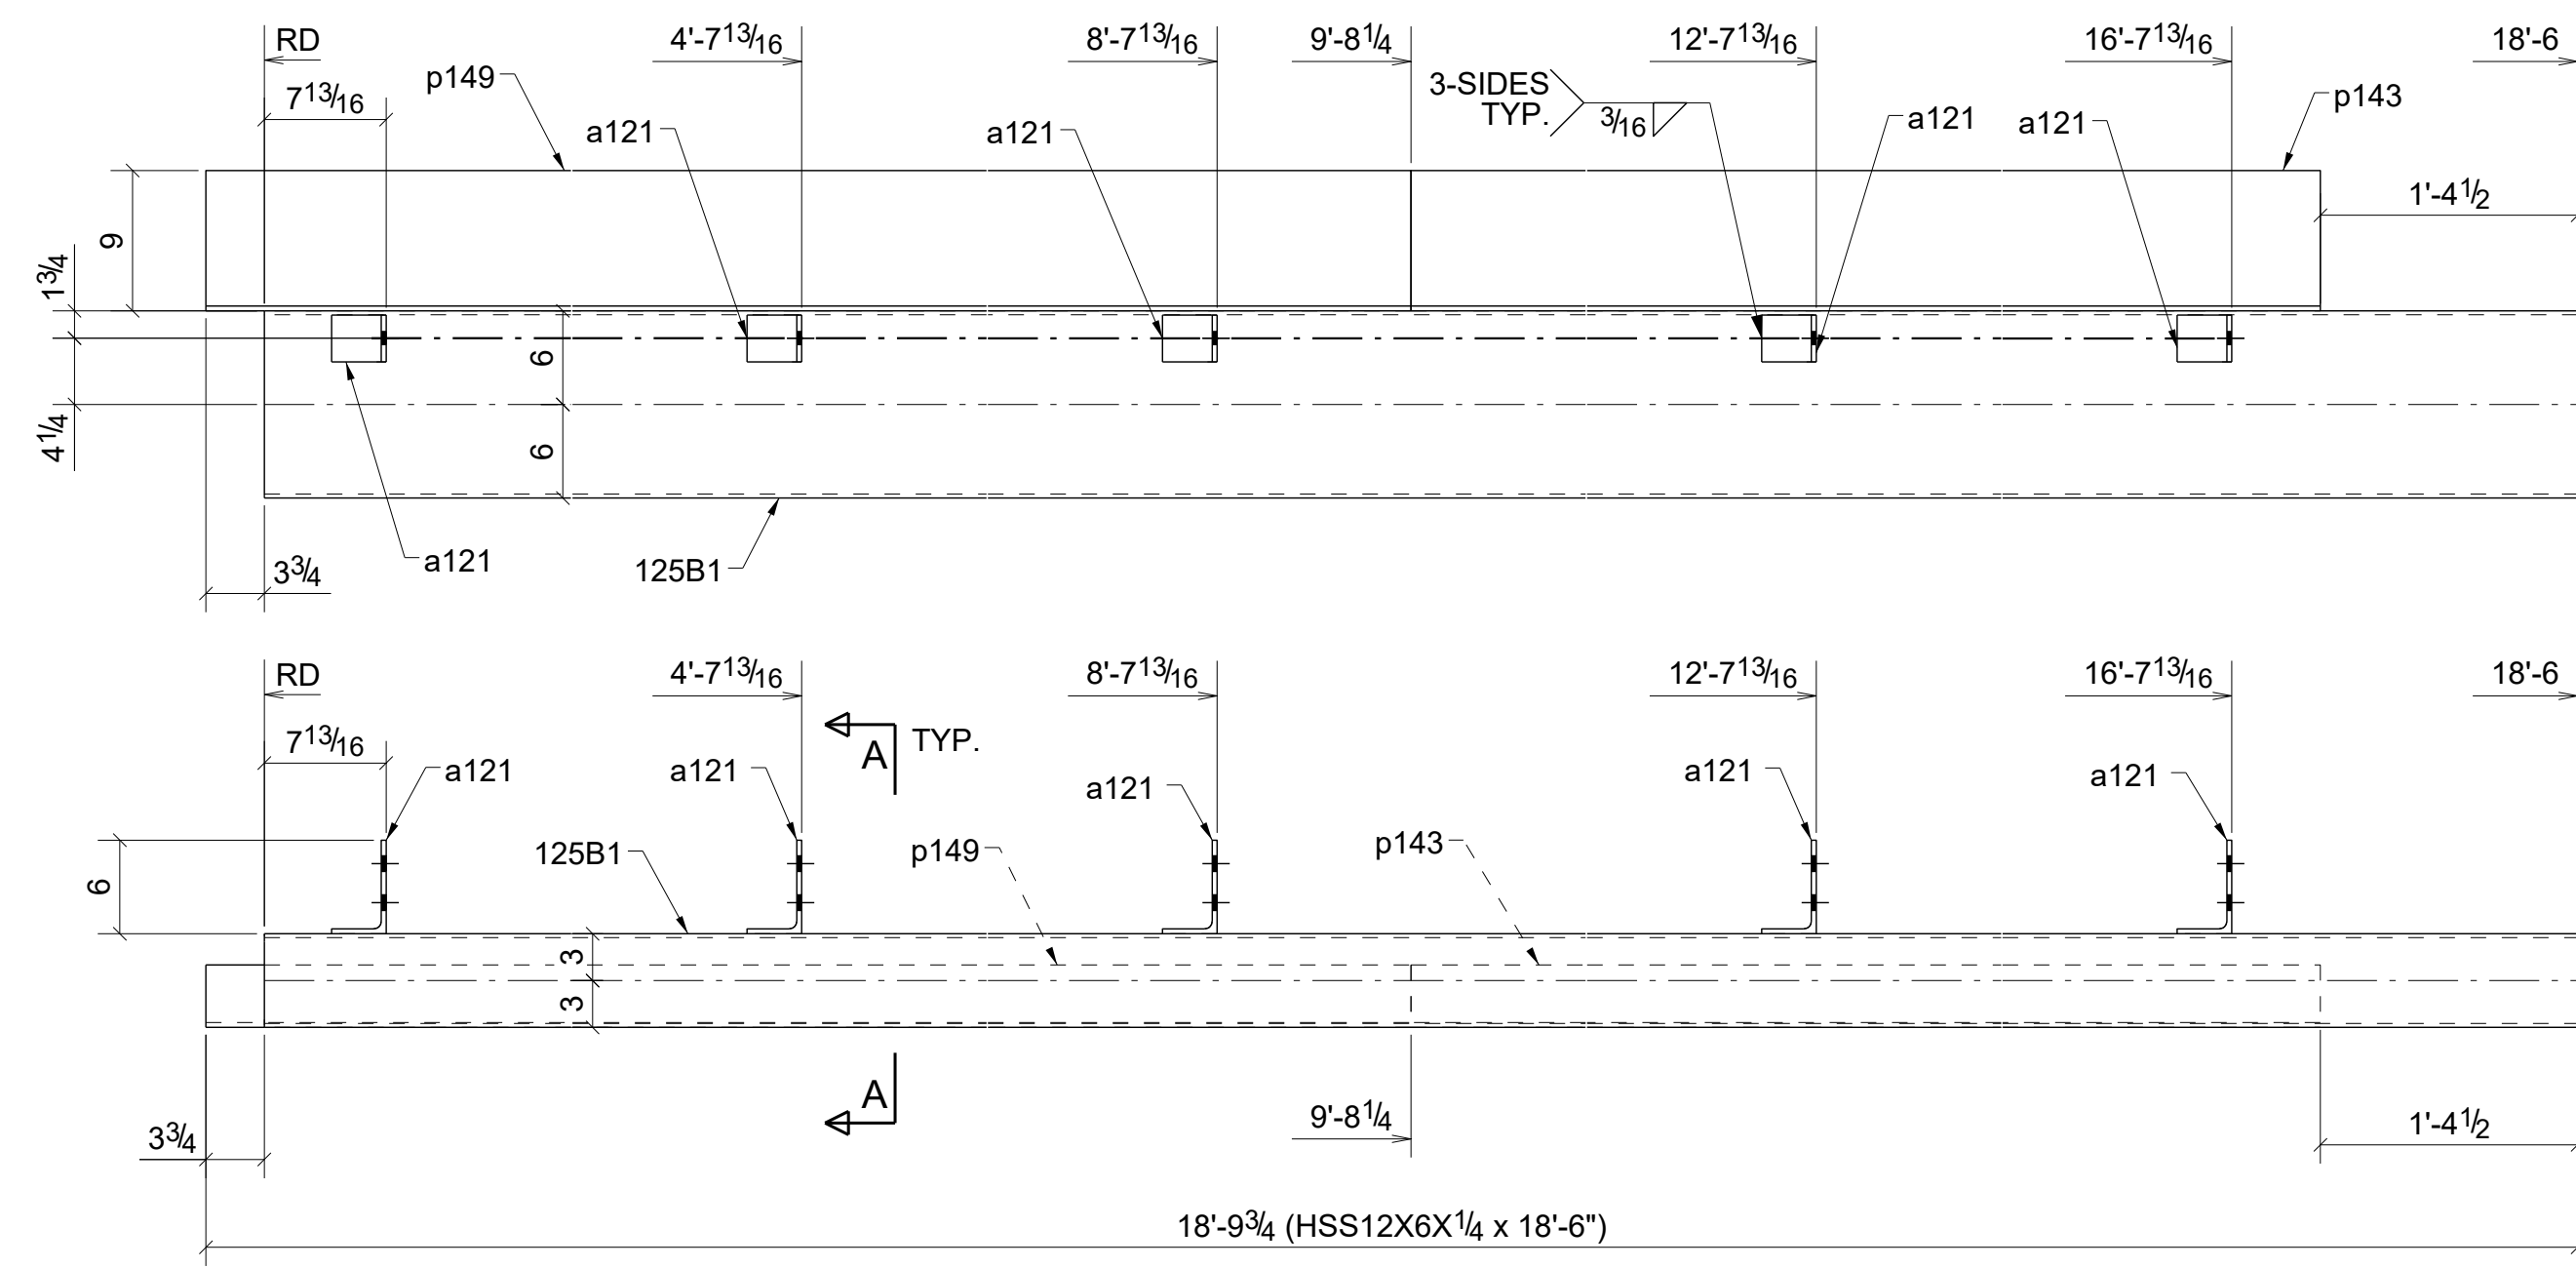 RD
4'-7 13/16
8'-7 13/16
9'-8 1/4
12'-7 13/16
16'-7 13/16
18'-6
p149
7 13/16
3-SIDES
TYP.
3/16
p143
a121
a121
a121
a121
1'-4 1/2
9
1 3/4
6
4 1/4
6
a121
125B1
3 3/4
RD
4'-7 13/16
8'-7 13/16
12'-7 13/16
16'-7 13/16
18'-6
7 13/16
A
TYP.
a121
a121
a121
a121
a121
125B1
p149
p143
6
3
3
A
9'-8 1/4
1'-4 1/2
3 3/4
18'-9 3/4 (HSS12X6X1/4 x 18'-6")